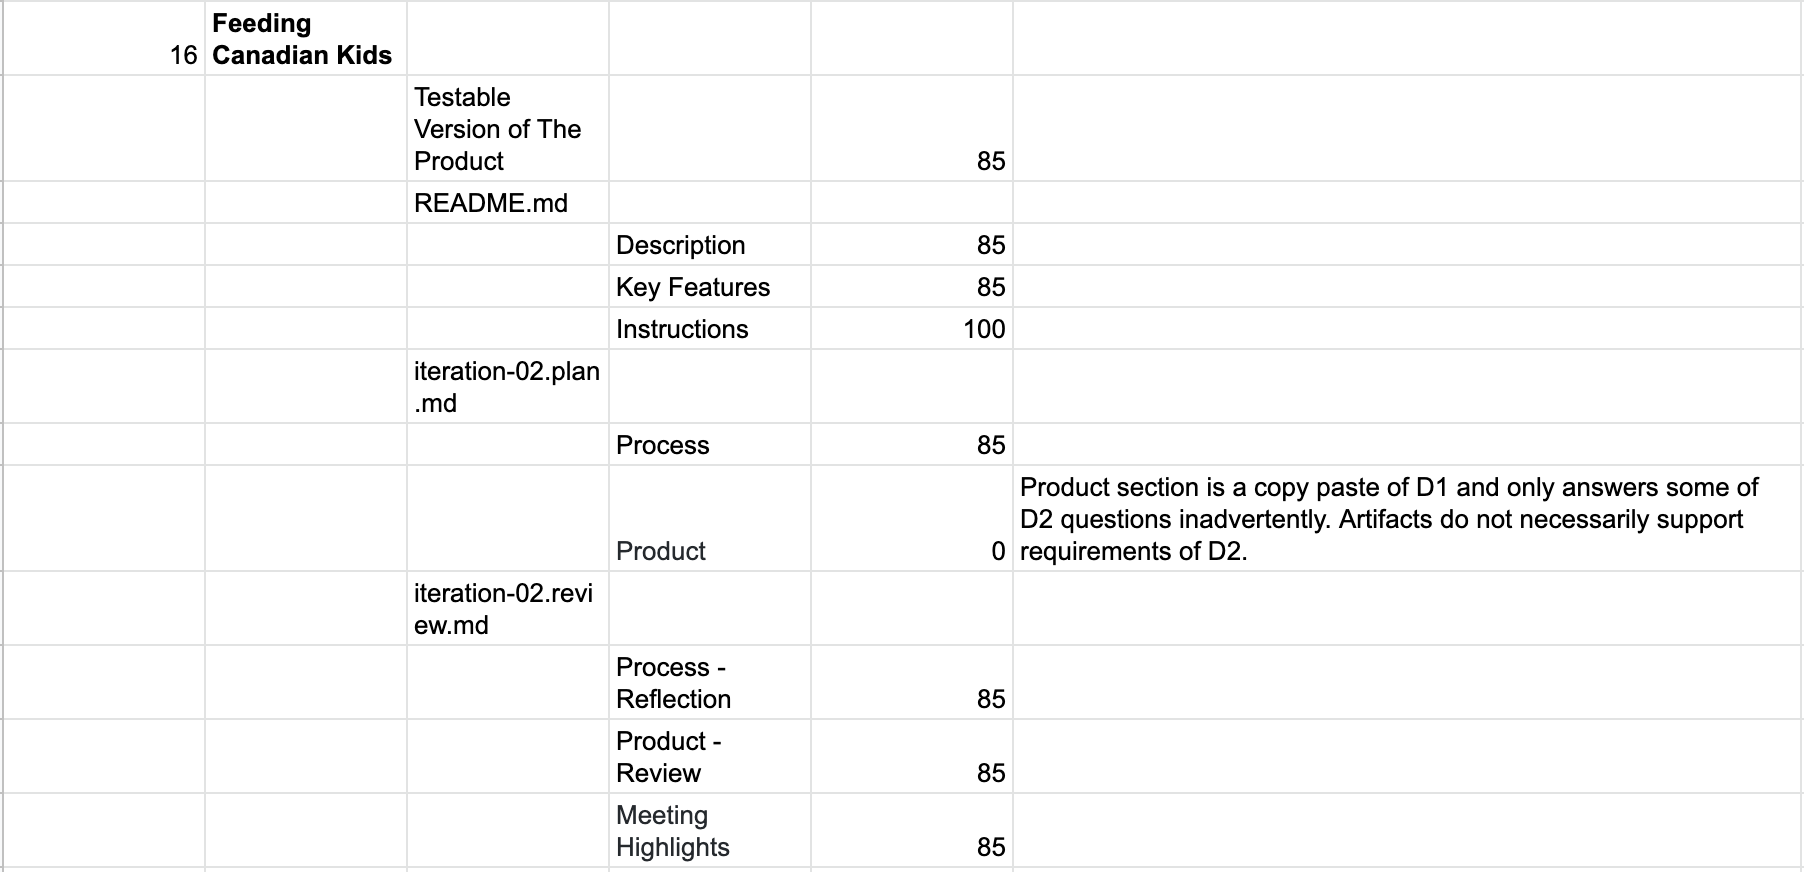 Feeding
16 Canadian Kids
Testable
Version of The
Product 85
README.md
Description 85
Key Features 85
Instructions 100
iteration-02.plan
.md
Process 85
Product section is a copy paste of D1 and only answers some of
D2 questions inadvertently. Artifacts do not necessarily support
Product 0 requirements of D2.
iteration-02.revi
ew.md
Process -
Reflection 85
Product -
Review 85
Meeting
Highlights 85